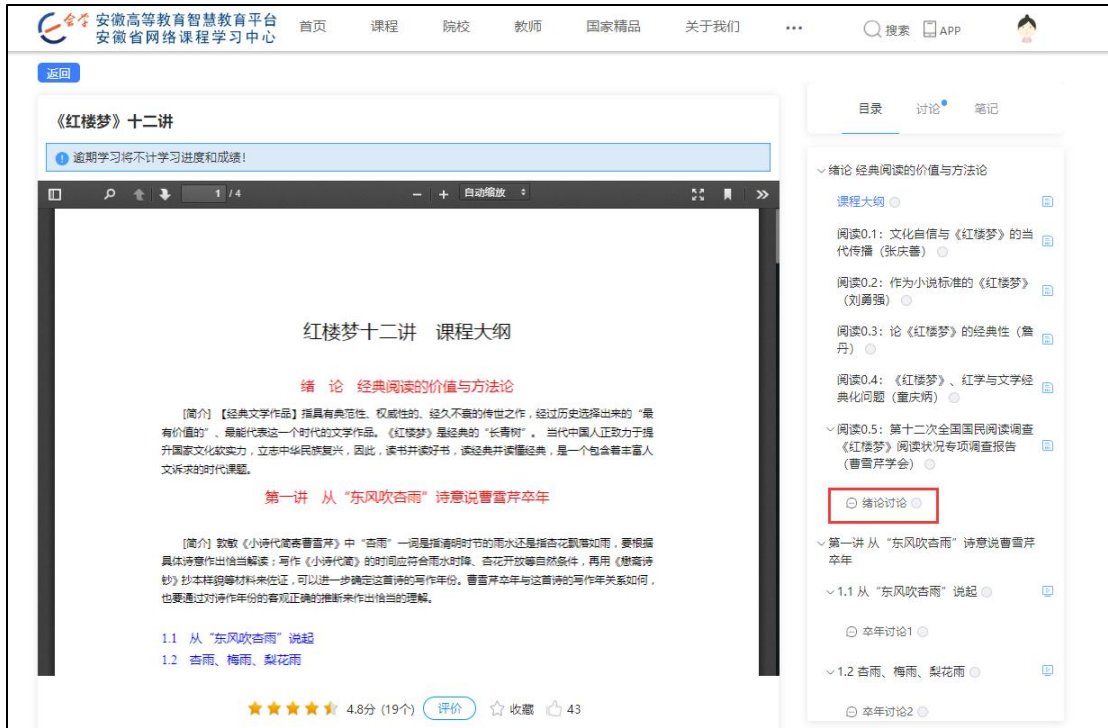 会学 安徽高等教育智慧教育平台
安徽省网络课程学习中心
首页 课程 院校 教师 国家精品 关于我们 ••• 搜索 APP
返回
《红楼梦》十二讲
逾期学习将不计学习进度和成绩!
1 / 4 自动缩放
红楼梦十二讲 课程大纲
绪 论 经典阅读的价值与方法论
[简介] 【经典文学作品】指具有典范性、权威性的、经久不衰的传世之作，经过历史选择出来的“最
有价值的”、最能代表这一个时代的文学作品。《红楼梦》是经典的“长青树”。 当代中国人正致力于提
升国家文化软实力，立志中华民族复兴，因此，读书并读好书，读经典并读懂经典，是一个包含着丰富人
文诉求的时代课题。
第一讲 从“东风吹杏雨”诗意说曹雪芹卒年
[简介] 敦敏《小诗代简寄曹雪芹》中“杏雨”一词是指清明时节的雨水还是指杏花飘落如雨，要根据
具体诗意作出恰当解读；写作《小诗代简》的时间应符合雨水时降、杏花开放等自然条件，再用《懋斋诗
钞》抄本样貌等材料来佐证，可以进一步确定这首诗的写作年份。曹雪芹卒年与这首诗的写作年关系如何，
也要通过对诗作年份的客观正确的推断来作出恰当的理解。
1.1 从“东风吹杏雨”说起
1.2 杏雨、梅雨、梨花雨
4.8分 (19个) 评价 收藏 43
目录 讨论 笔记
绪论 经典阅读的价值与方法论
课程大纲
阅读0.1：文化自信与《红楼梦》的当
代传播（张庆善）
阅读0.2：作为小说标准的《红楼梦》
（刘勇强）
阅读0.3：论《红楼梦》的经典性（詹
丹）
阅读0.4：《红楼梦》、红学与文学经
典化问题（童庆炳）
阅读0.5：第十二次全国国民阅读调查
《红楼梦》阅读状况专项调查报告
（曹雪芹学会）
绪论讨论
第一讲 从“东风吹杏雨”诗意说曹雪芹
卒年
1.1 从“东风吹杏雨”说起
卒年讨论1
1.2 杏雨、梅雨、梨花雨
卒年讨论2